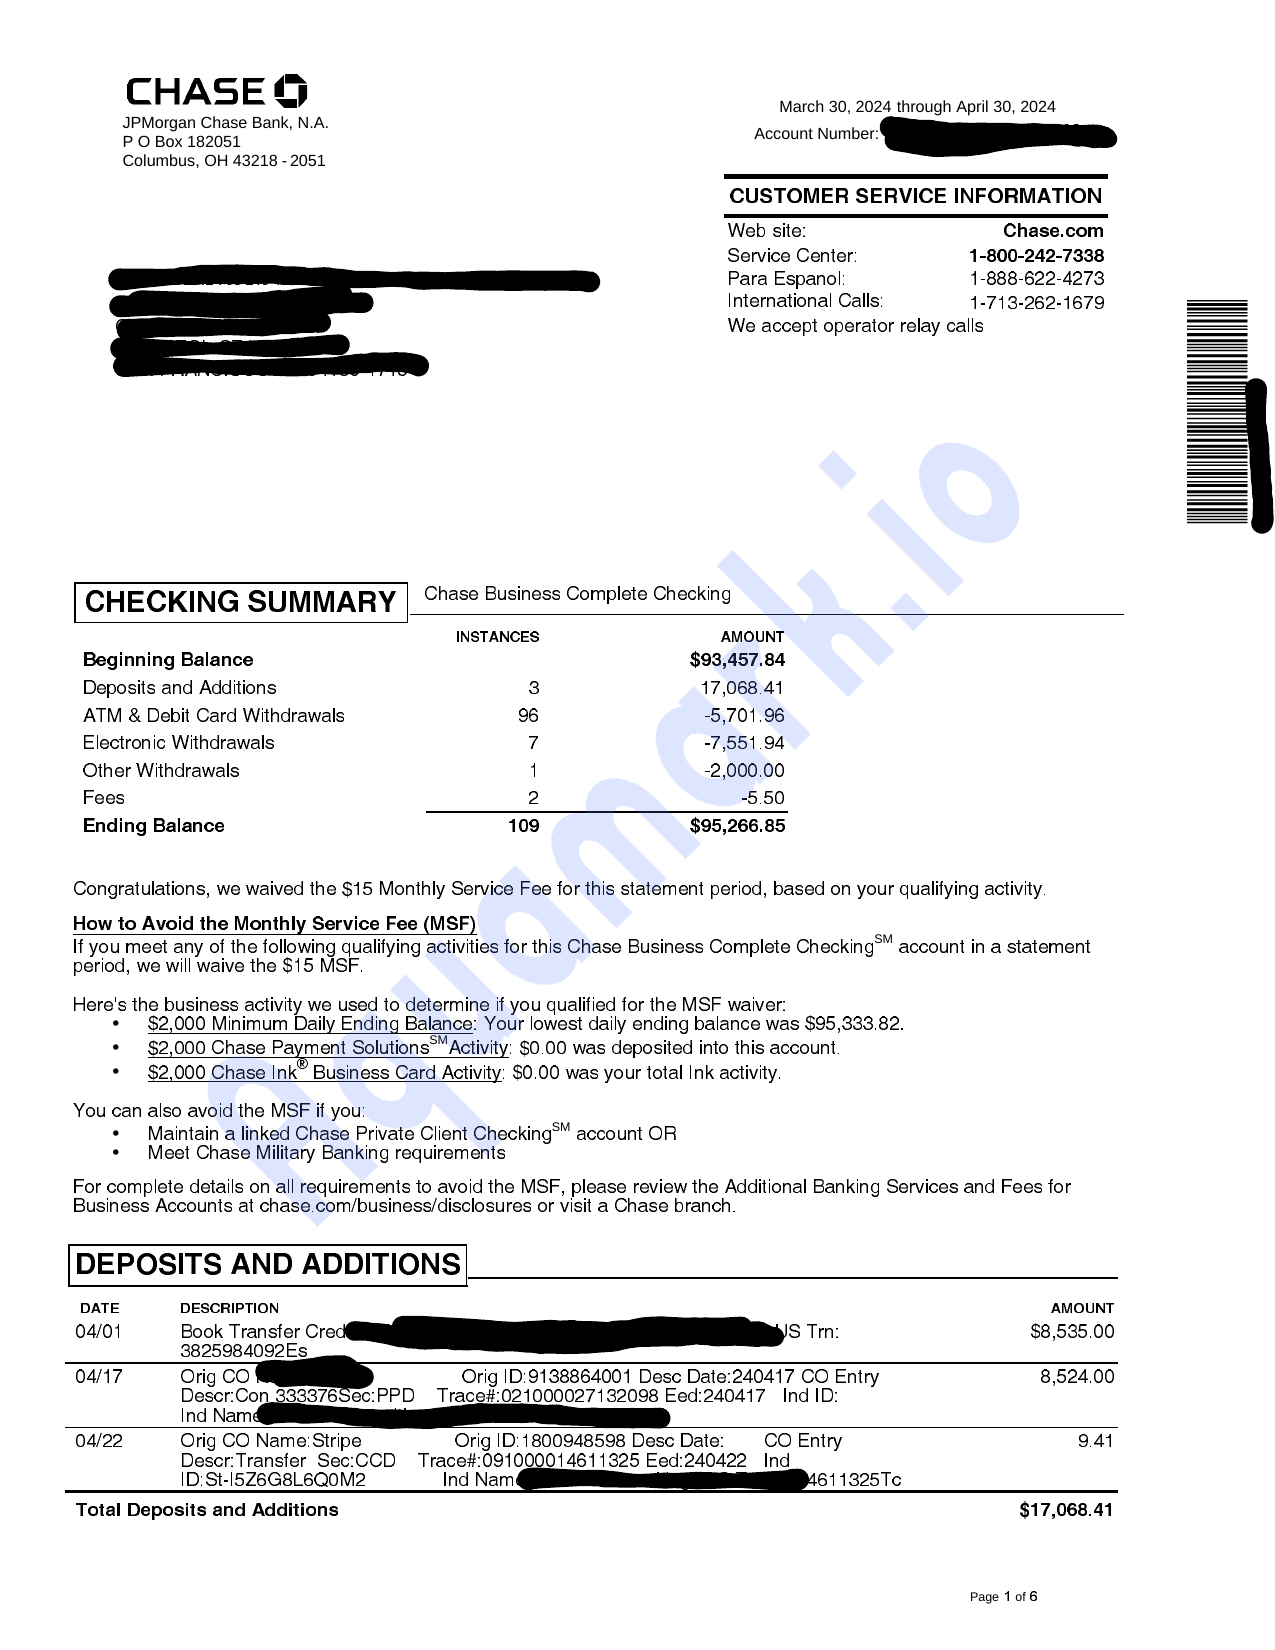 CHASE
JPMorgan Chase Bank, N.A.
P O Box 182051
Columbus, OH 43218 - 2051
March 30, 2024 through April 30, 2024
Account Number:
CUSTOMER SERVICE INFORMATION
Web site: Chase.com
Service Center: 1-800-242-7338
Para Espanol: 1-888-622-4273
International Calls: 1-713-262-1679
We accept operator relay calls
CHECKING SUMMARY Chase Business Complete Checking
INSTANCES AMOUNT
Beginning Balance $93,457.84
Deposits and Additions 3 17,068.41
ATM & Debit Card Withdrawals 96 -5,701.96
Electronic Withdrawals 7 -7,551.94
Other Withdrawals 1 -2,000.00
Fees 2 -5.50
Ending Balance 109 $95,266.85
Congratulations, we waived the $15 Monthly Service Fee for this statement period, based on your qualifying activity.
How to Avoid the Monthly Service Fee (MSF)
If you meet any of the following qualifying activities for this Chase Business Complete Checking℠ account in a statement
period, we will waive the $15 MSF.
Here's the business activity we used to determine if you qualified for the MSF waiver:
• $2,000 Minimum Daily Ending Balance: Your lowest daily ending balance was $95,333.82.
• $2,000 Chase Payment Solutions℠ Activity: $0.00 was deposited into this account.
• $2,000 Chase Ink® Business Card Activity: $0.00 was your total Ink activity.
You can also avoid the MSF if you:
• Maintain a linked Chase Private Client Checking℠ account OR
• Meet Chase Military Banking requirements
For complete details on all requirements to avoid the MSF, please review the Additional Banking Services and Fees for
Business Accounts at chase.com/business/disclosures or visit a Chase branch.
DEPOSITS AND ADDITIONS
DATE DESCRIPTION AMOUNT
04/01 Book Transfer Cred US Trn: $8,535.00
3825984092Es
04/17 Orig CO Orig ID:9138864001 Desc Date:240417 CO Entry 8,524.00
Descr:Con 333376Sec:PPD Trace#:021000027132098 Eed:240417 Ind ID:
Ind Name
04/22 Orig CO Name:Stripe Orig ID:1800948598 Desc Date: CO Entry 9.41
Descr:Transfer Sec:CCD Trace#:091000014611325 Eed:240422 Ind
ID:St-I5Z6G8L6Q0M2 Ind Nam 4611325Tc
Total Deposits and Additions $17,068.41
Page 1 of 6
Aquamark.io